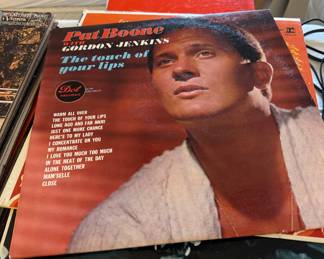 Pat Boone
GORDON JENKINS
The touch of
your lips
Dot
WARM ALL OVER
THE TOUCH OF YOUR LIPS
LONG AGO AND FAR AWAY
JUST ONE MORE CHANCE
HERE'S TO MY LADY
I CONCENTRATE ON YOU
MY ROMANCE
I LOVE YOU MUCH TOO MUCH
IN THE HEAT OF THE DAY
ALONE TOGETHER
MAM'SELLE
CLOSE